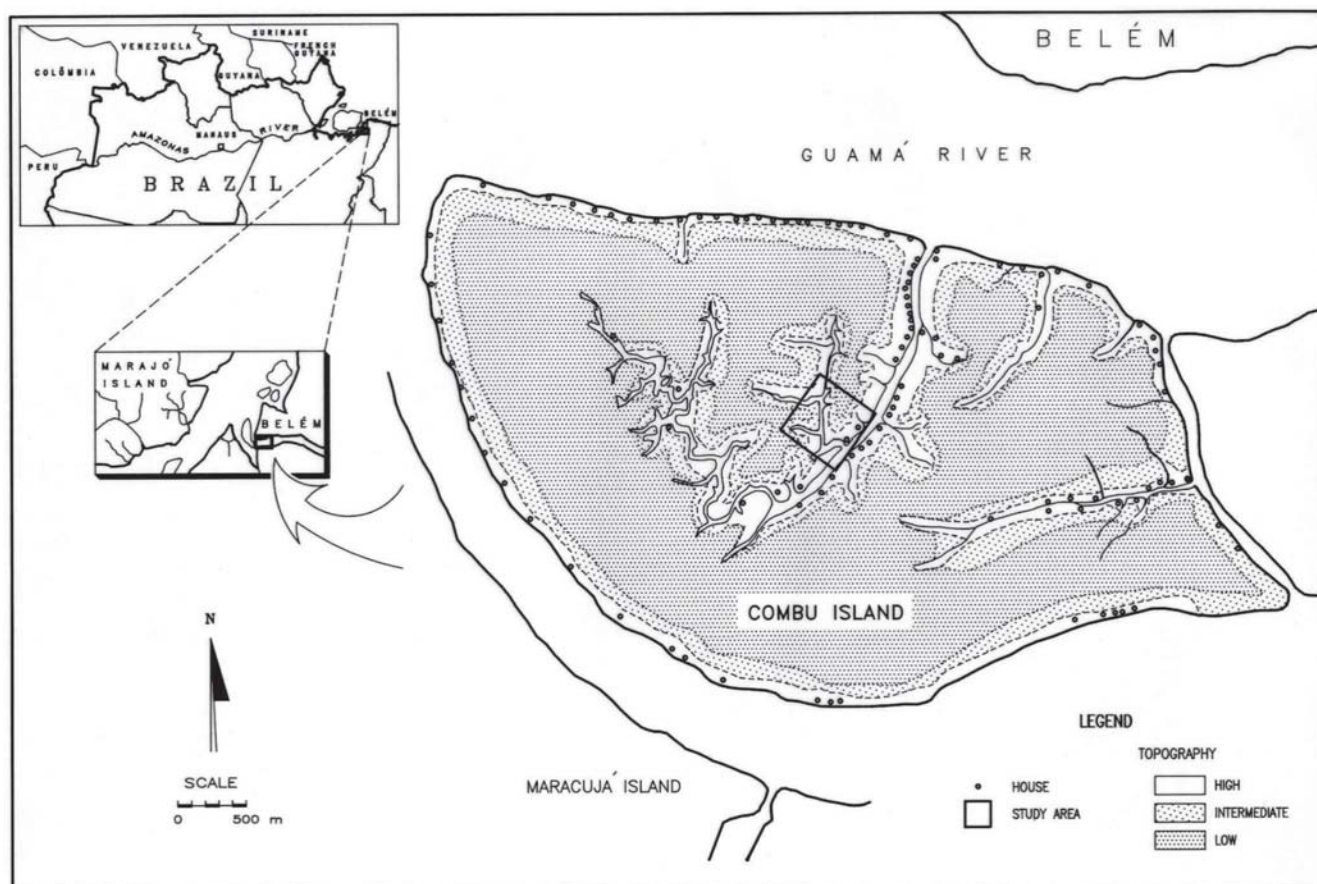 SURINAME
VENEZUELA
FRENCH
GUYANA
COLÔMBIA
GUYANA
BELÉM
AMAZONAS
MANAUS
RIVER
PERU
BRAZIL
BELÉM
GUAMÁ RIVER
MARAJÓ
ISLAND
BELÉM
COMBU ISLAND
N
SCALE
0 500 m
MARACUJÁ ISLAND
LEGEND
TOPOGRAPHY
HOUSE
HIGH
STUDY AREA
INTERMEDIATE
LOW